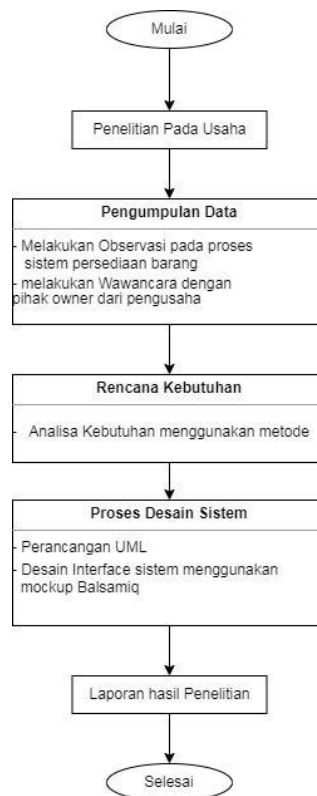 Mulai
Penelitian Pada Usaha
Pengumpulan Data
- Melakukan Observasi pada proses
sistem persediaan barang
- melakukan Wawancara dengan
pihak owner dari pengusaha
Rencana Kebutuhan
- Analisa Kebutuhan menggunakan metode
Proses Desain Sistem
- Perancangan UML
- Desain Interface sistem menggunakan
mockup Balsamiq
Laporan hasil Penelitian
Selesai